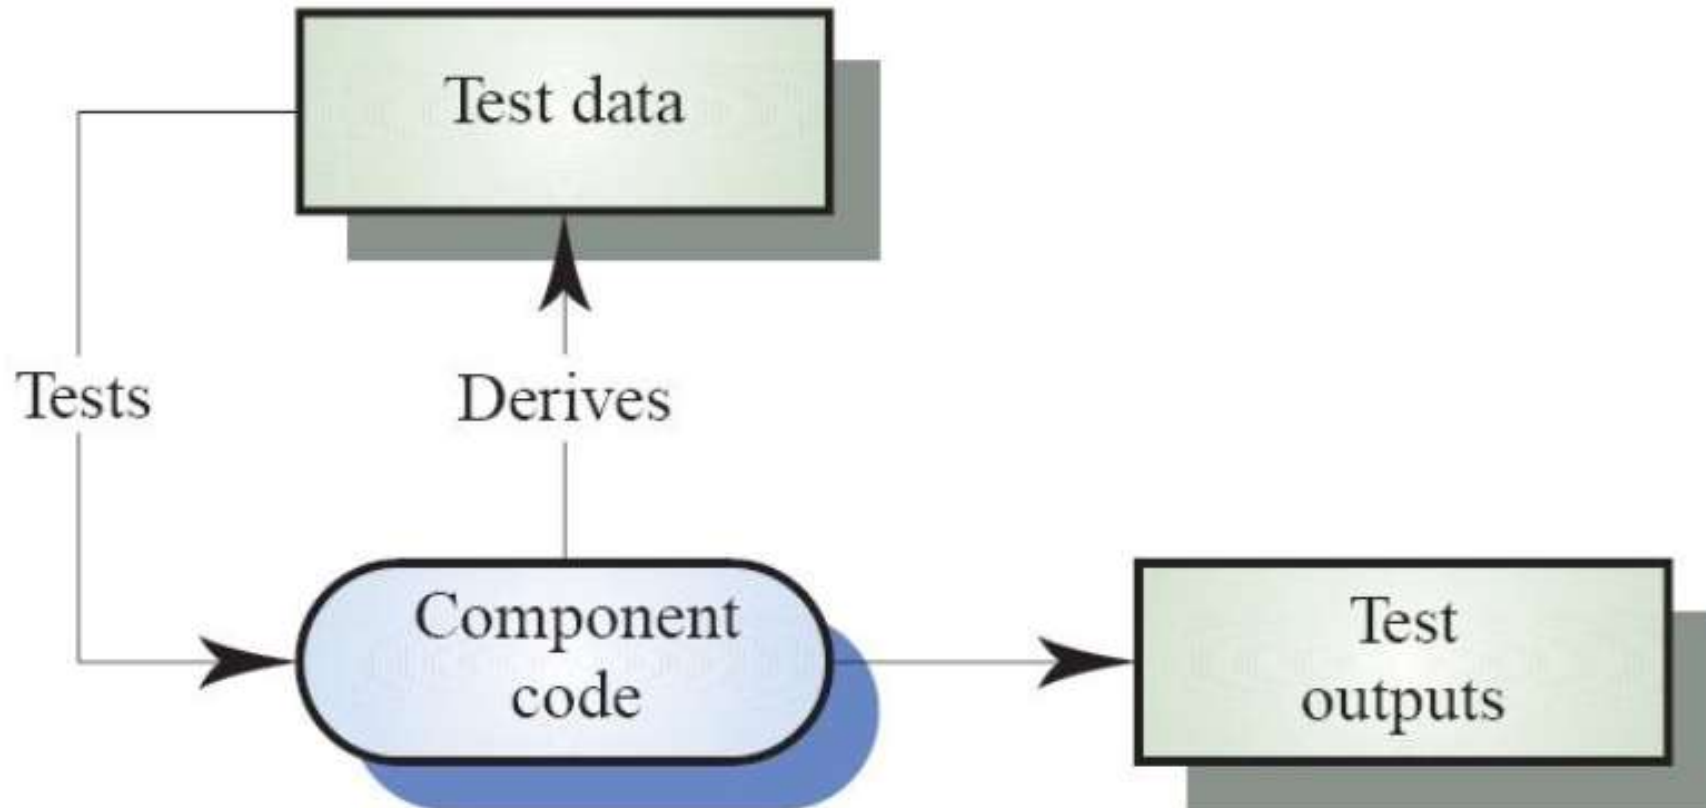 Test data
Tests
Derives
Component
code
Test
outputs